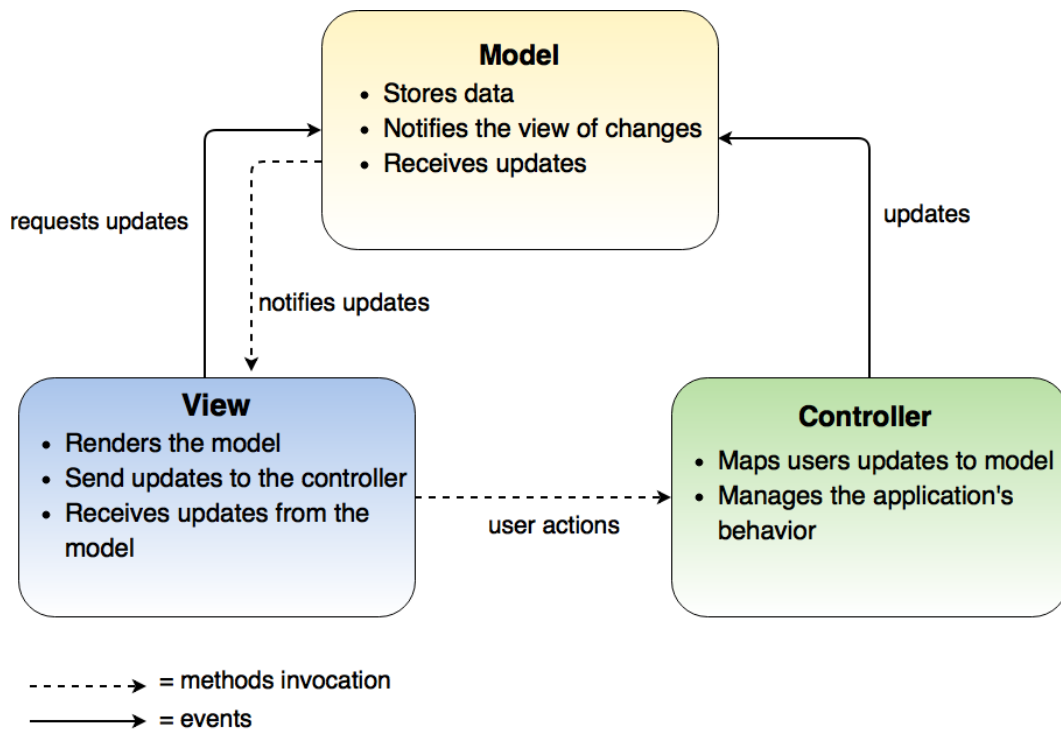 Model
• Stores data
• Notifies the view of changes
• Receives updates
requests updates
updates
notifies updates
View
• Renders the model
• Send updates to the controller
• Receives updates from the
model
Controller
• Maps users updates to model
• Manages the application's
behavior
user actions
= methods invocation
= events